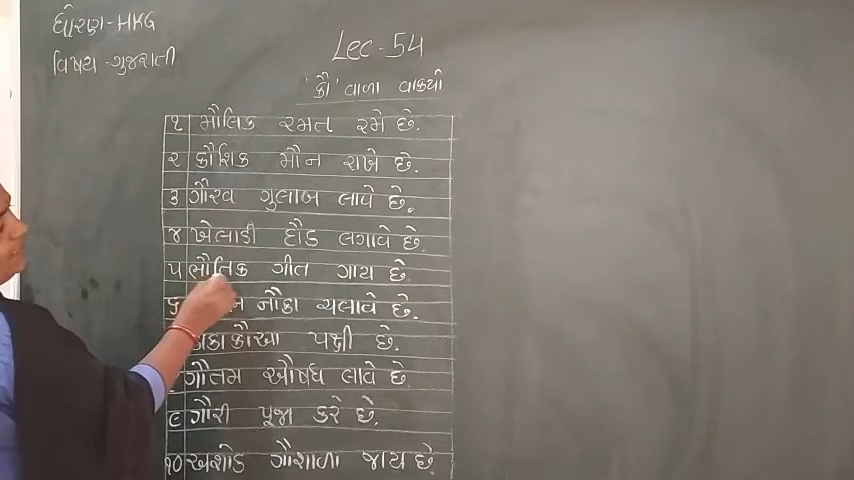 ધોરણ-HKG
વિષય-ગુજરાતી
Lec-54
'કૌ' વાળા વાક્યો
૧ મૌલિક રમત રમે છે.
૨ કૌશિક મૌન રાખે છે.
૩ ગૌરવ ગુલાબ લાવે છે.
૪ ખેલાડી દૌડ લગાવે છે.
૫ ભૌતિક ગીત ગાય છે
૬ નૌકા ચલાવે છે.
કૌઆ પક્ષી છે.
ગૌતમ ઔષધ લાવે છે
૯ ગૌરી પૂજા કરે છે.
૧૦ ગૌશાળા જાય છે.